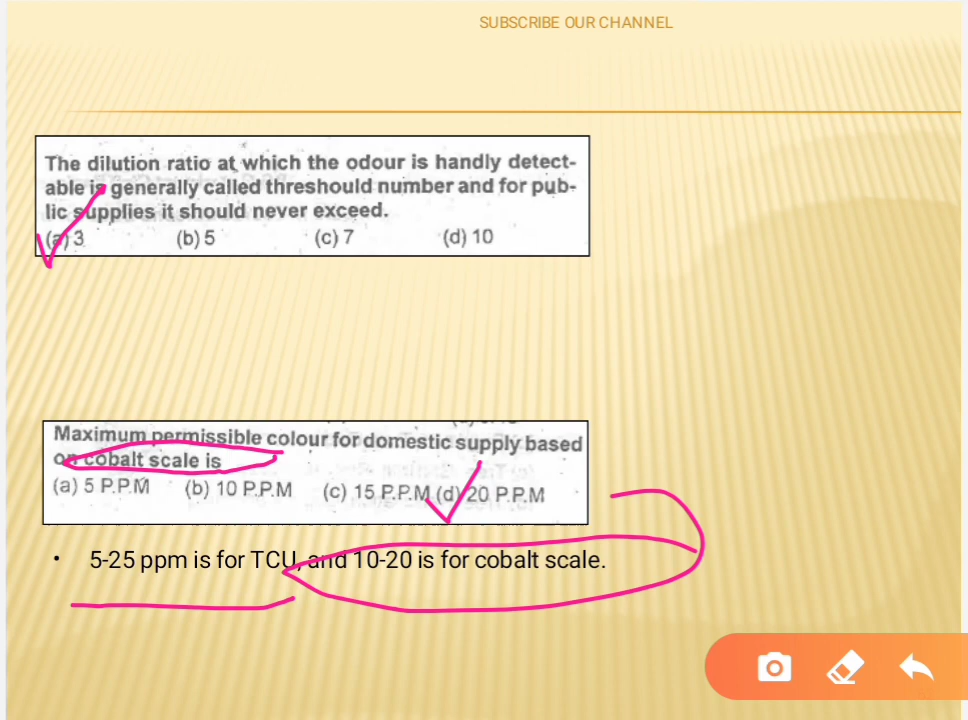 SUBSCRIBE OUR CHANNEL
The dilution ratio at which the odour is handly detect-
able is generally called threshould number and for pub-
lic supplies it should never exceed.
(a) 3 (b) 5 (c) 7 (d) 10
Maximum permissible colour for domestic supply based
on cobalt scale is
(a) 5 P.P.M (b) 10 P.P.M (c) 15 P.P.M (d) 20 P.P.M
• 5-25 ppm is for TCU, and 10-20 is for cobalt scale.